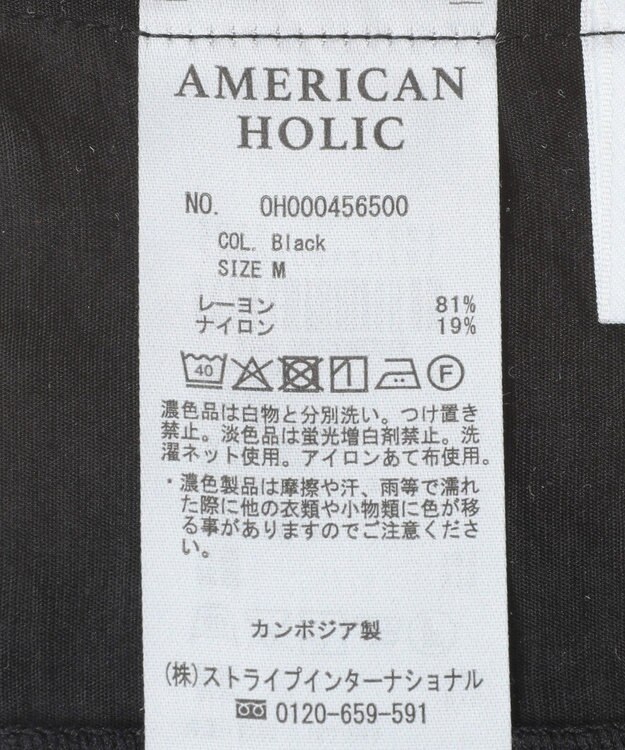 AMERICAN
HOLIC
NO. 0H000456500
COL. Black
SIZE M
レーヨン 81%
ナイロン 19%
40 F
濃色品は白物と分別洗い。つけ置き
禁止。淡色品は蛍光増白剤禁止。洗
濯ネット使用。アイロンあて布使用。
・濃色製品は摩擦や汗、雨等で濡れ
た際に他の衣類や小物類に色が移
る事がありますのでご注意くださ
い。
カンボジア製
(株)ストライプインターナショナル
0120-659-591